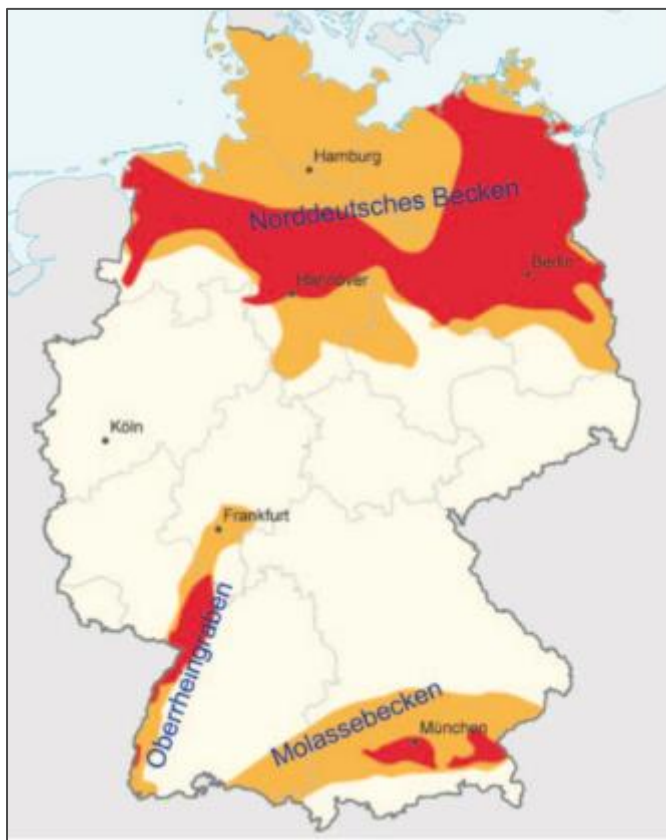 Hamburg
Norddeutsches Becken
Berlin
Hannover
Köln
Frankfurt
Oberrheingraben
Molassebecken
München